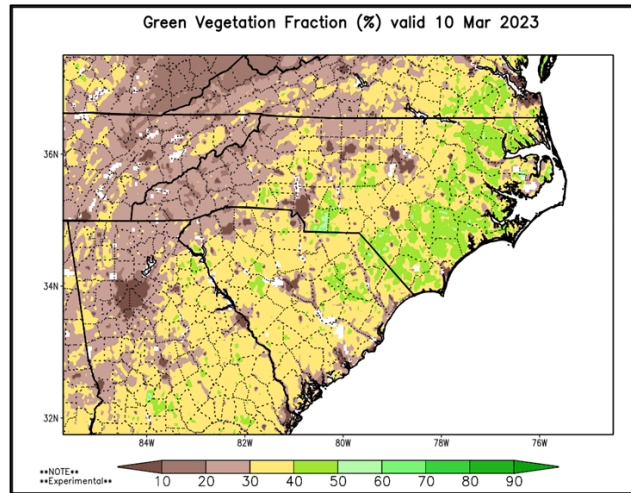 Green Vegetation Fraction (%) valid 10 Mar 2023
36N
34N
32N
84W
82W
80W
78W
76W
**NOTE**
**Experimental**
10 20 30 40 50 60 70 80 90